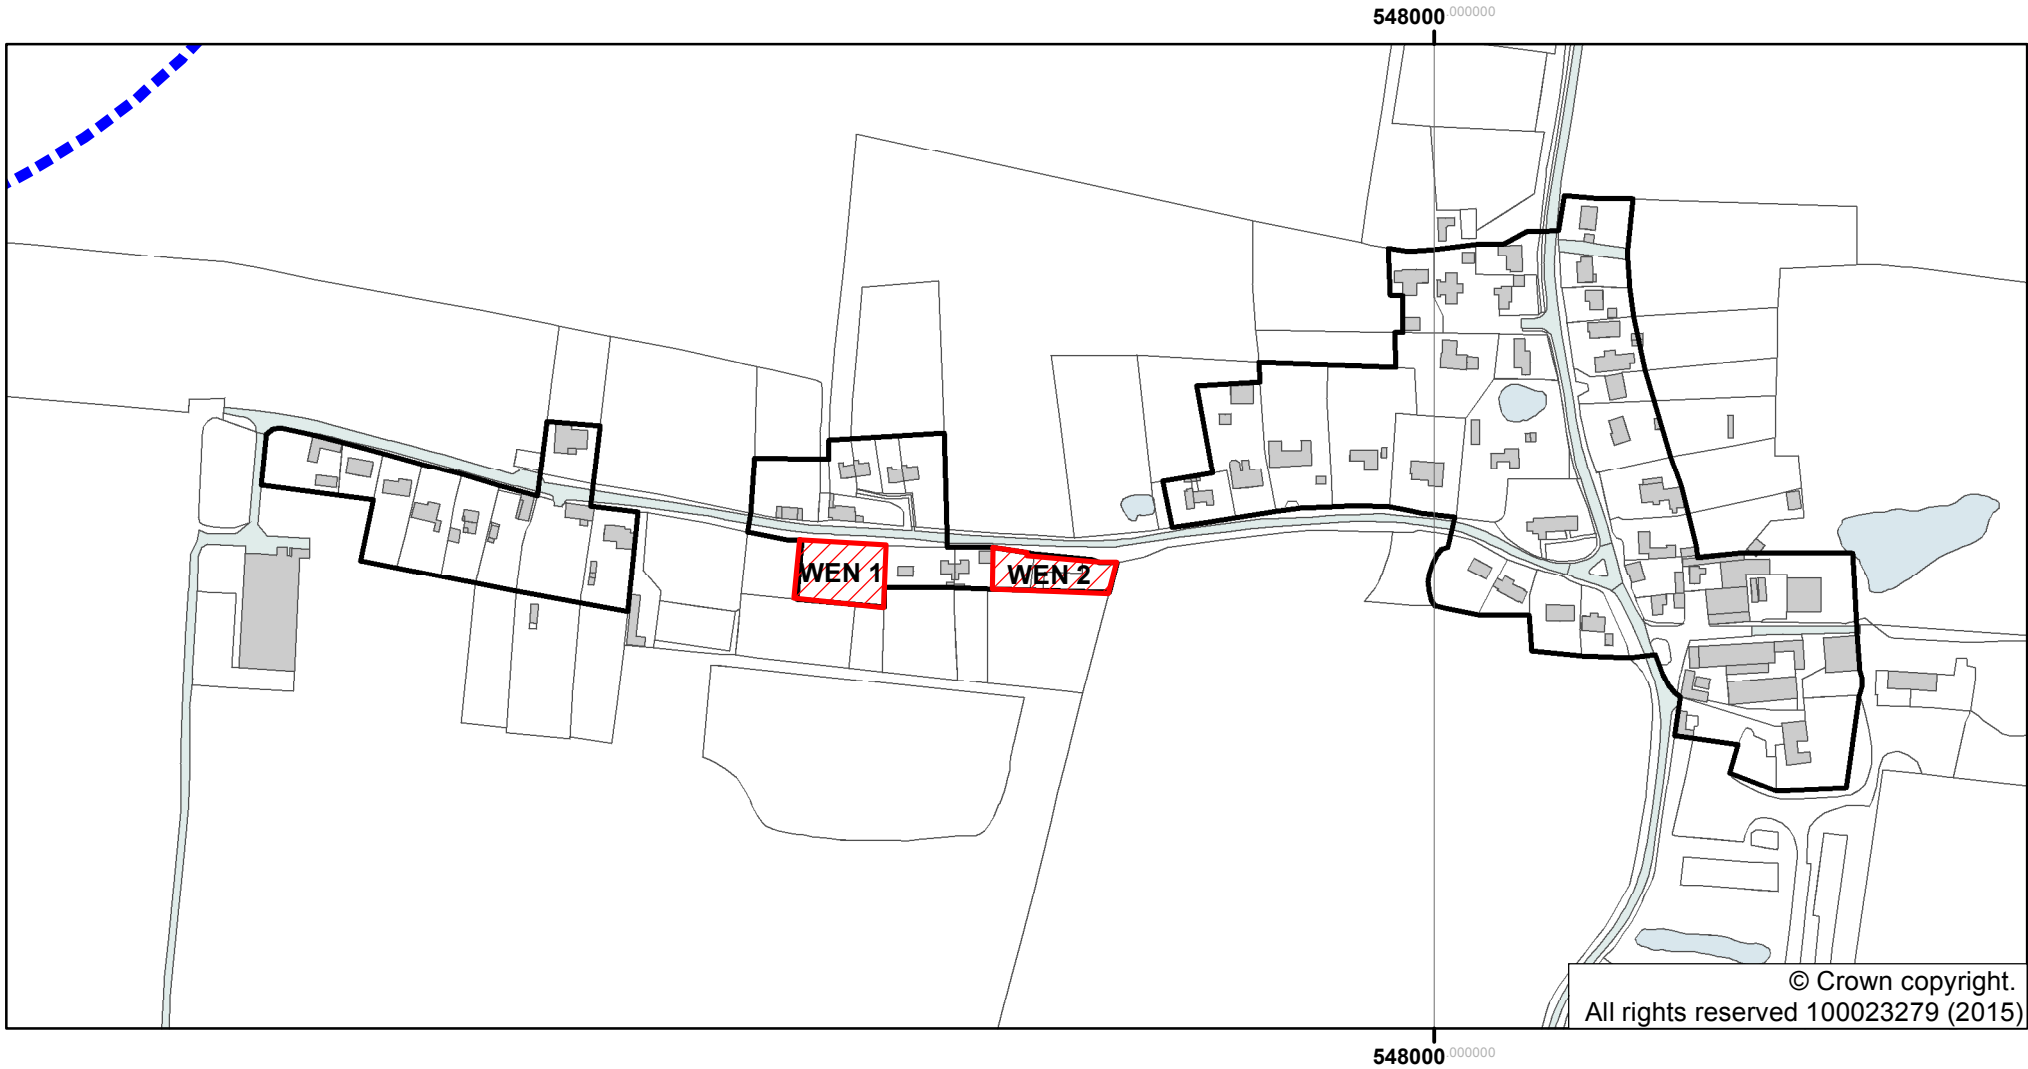 548000.000000
WEN 1
WEN 2
© Crown copyright.
All rights reserved 100023279 (2015)
548000.000000